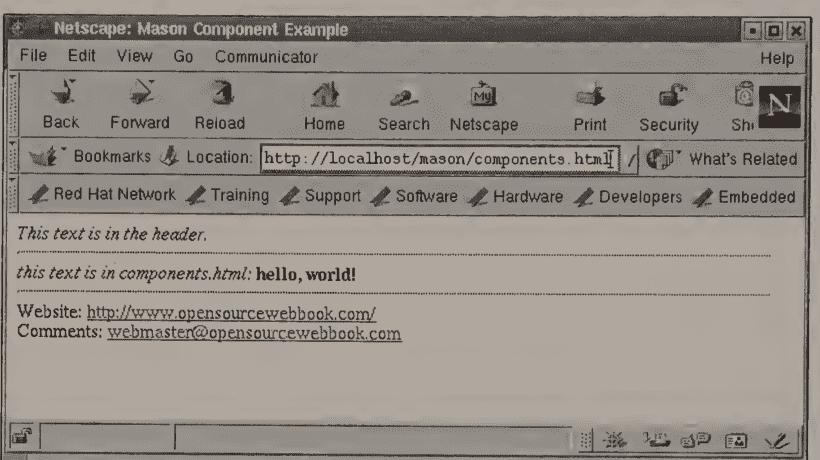 Netscape: Mason Component Example
File Edit View Go Communicator Help
My N
Back Forward Reload Home Search Netscape Print Security Sh
Bookmarks Location: http://localhost/mason/components.html What's Related
Red Hat Network Training Support Software Hardware Developers Embedded
This text is in the header.
this text is in components.html: hello, world!
Website: http://www.opensourcewebbook.com/
Comments: webmaster@opensourcewebbook.com